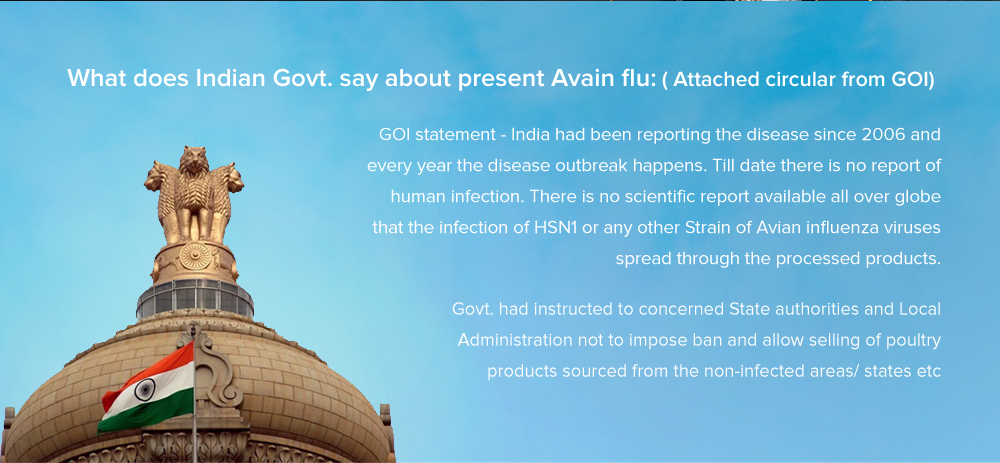 What does Indian Govt. say about present Avain flu: ( Attached circular from GOI)
GOI statement - India had been reporting the disease since 2006 and
every year the disease outbreak happens. Till date there is no report of
human infection. There is no scientific report available all over globe
that the infection of HSN1 or any other Strain of Avian influenza viruses
spread through the processed products.
Govt. had instructed to concerned State authorities and Local
Administration not to impose ban and allow selling of poultry
products sourced from the non-infected areas/ states etc